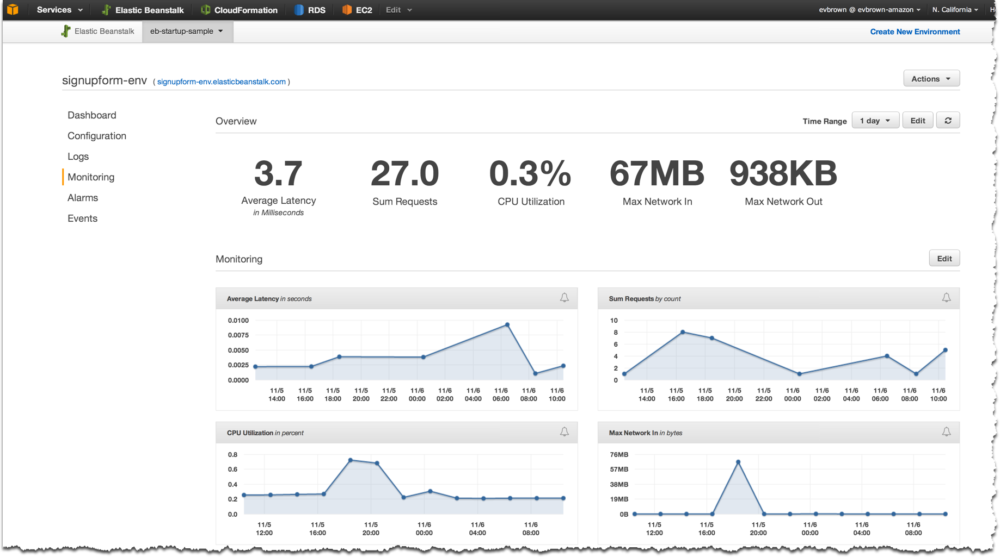 Services Elastic Beanstalk CloudFormation RDS EC2 Edit evbrown @ evbrown-amazon N. California
Elastic Beanstalk eb-startup-sample Create New Environment
signupform-env ( signupform-env.elasticbeanstalk.com ) Actions
Dashboard
Configuration
Logs
Monitoring
Alarms
Events
Overview Time Range 1 day Edit
3.7 27.0 0.3% 67MB 938KB
Average Latency Sum Requests CPU Utilization Max Network In Max Network Out
in Milliseconds
Monitoring Edit
Average Latency in seconds
0.0100
0.0075
0.0050
0.0025
0.0000
11/5 11/5 11/5 11/5 11/5 11/6 11/6 11/6 11/6 11/6 11/6
14:00 16:00 18:00 20:00 22:00 00:00 02:00 04:00 06:00 08:00 10:00
Sum Requests by count
10
8
6
4
2
0
11/5 11/5 11/5 11/5 11/5 11/6 11/6 11/6 11/6 11/6 11/6
14:00 16:00 18:00 20:00 22:00 00:00 02:00 04:00 06:00 08:00 10:00
CPU Utilization in percent
0.8
0.6
0.4
0.2
0.0
11/5 11/5 11/5 11/6 11/6 11/6
12:00 16:00 20:00 00:00 04:00 08:00
Max Network In in bytes
76MB
57MB
38MB
19MB
0B
11/5 11/5 11/5 11/6 11/6 11/6
12:00 16:00 20:00 00:00 04:00 08:00